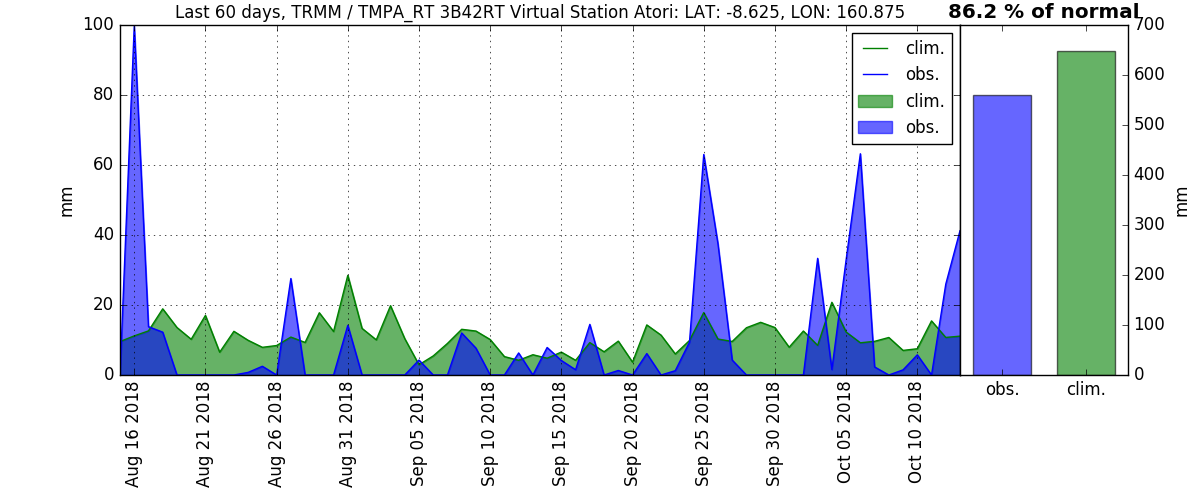 Last 60 days, TRMM / TMPA_RT 3B42RT Virtual Station Atori: LAT: -8.625, LON: 160.875
86.2 % of normal
100
80
60
40
20
0
mm
clim.
obs.
clim.
obs.
Aug 16 2018
Aug 21 2018
Aug 26 2018
Aug 31 2018
Sep 05 2018
Sep 10 2018
Sep 15 2018
Sep 20 2018
Sep 25 2018
Sep 30 2018
Oct 05 2018
Oct 10 2018
700
600
500
400
300
200
100
0
mm
obs.
clim.